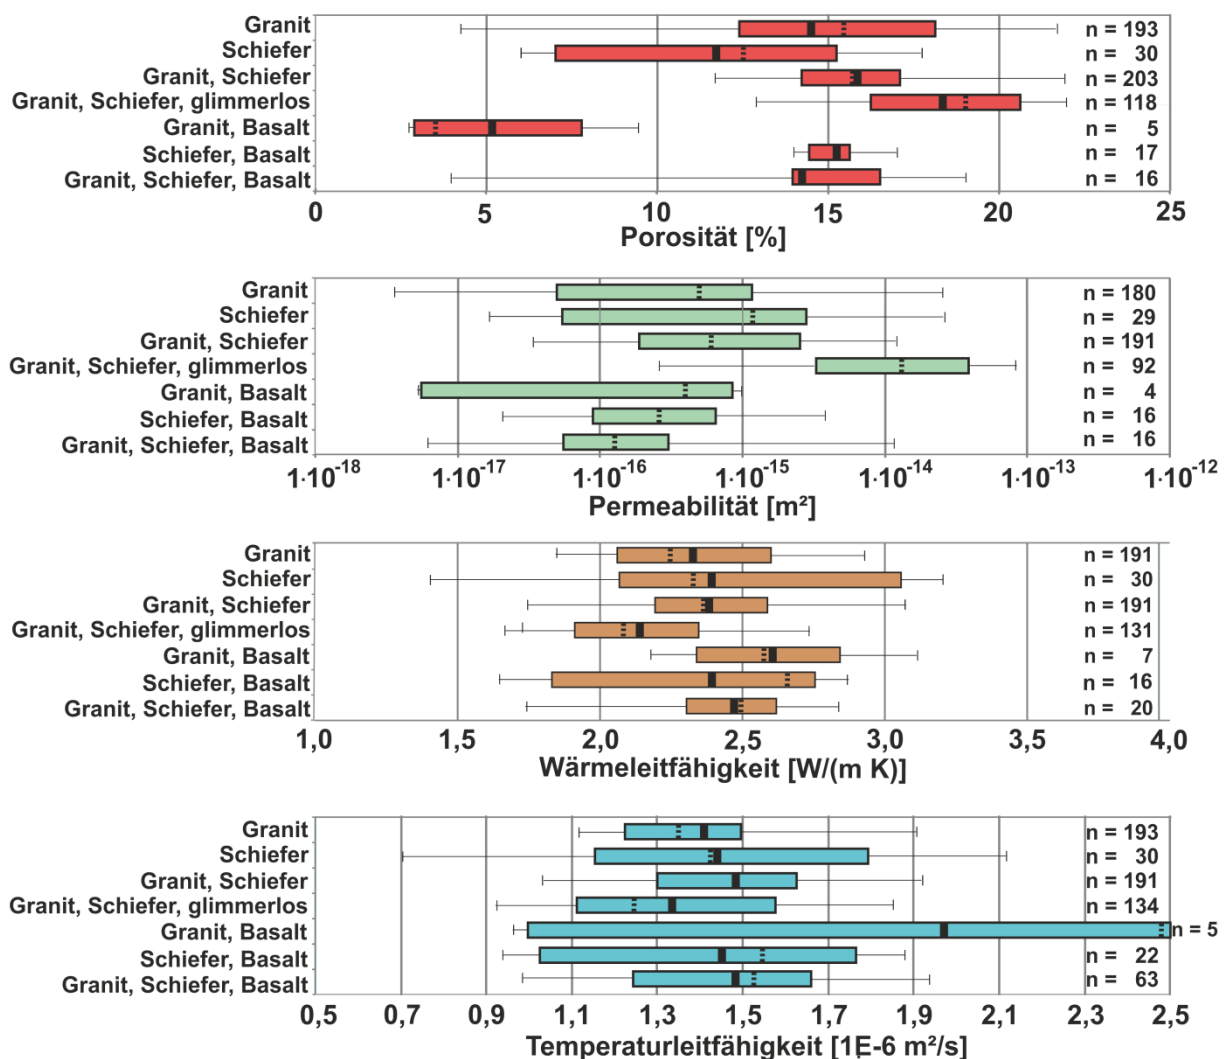 Granit n = 193
Schiefer n = 30
Granit, Schiefer n = 203
Granit, Schiefer, glimmerlos n = 118
Granit, Basalt n = 5
Schiefer, Basalt n = 17
Granit, Schiefer, Basalt n = 16
0 5 10 15 20 25
Porosität [%]
Granit n = 180
Schiefer n = 29
Granit, Schiefer n = 191
Granit, Schiefer, glimmerlos n = 92
Granit, Basalt n = 4
Schiefer, Basalt n = 16
Granit, Schiefer, Basalt n = 16
1·10⁻¹⁸ 1·10⁻¹⁷ 1·10⁻¹⁶ 1·10⁻¹⁵ 1·10⁻¹⁴ 1·10⁻¹³ 1·10⁻¹²
Permeabilität [m²]
Granit n = 191
Schiefer n = 30
Granit, Schiefer n = 191
Granit, Schiefer, glimmerlos n = 131
Granit, Basalt n = 7
Schiefer, Basalt n = 16
Granit, Schiefer, Basalt n = 20
1,0 1,5 2,0 2,5 3,0 3,5 4,0
Wärmeleitfähigkeit [W/(m K)]
Granit n = 193
Schiefer n = 30
Granit, Schiefer n = 191
Granit, Schiefer, glimmerlos n = 134
Granit, Basalt n = 5
Schiefer, Basalt n = 22
Granit, Schiefer, Basalt n = 63
0,5 0,7 0,9 1,1 1,3 1,5 1,7 1,9 2,1 2,3 2,5
Temperaturleitfähigkeit [1E-6 m²/s]